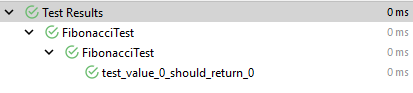 Test Results 0 ms
FibonacciTest 0 ms
FibonacciTest 0 ms
test_value_0_should_return_0 0 ms